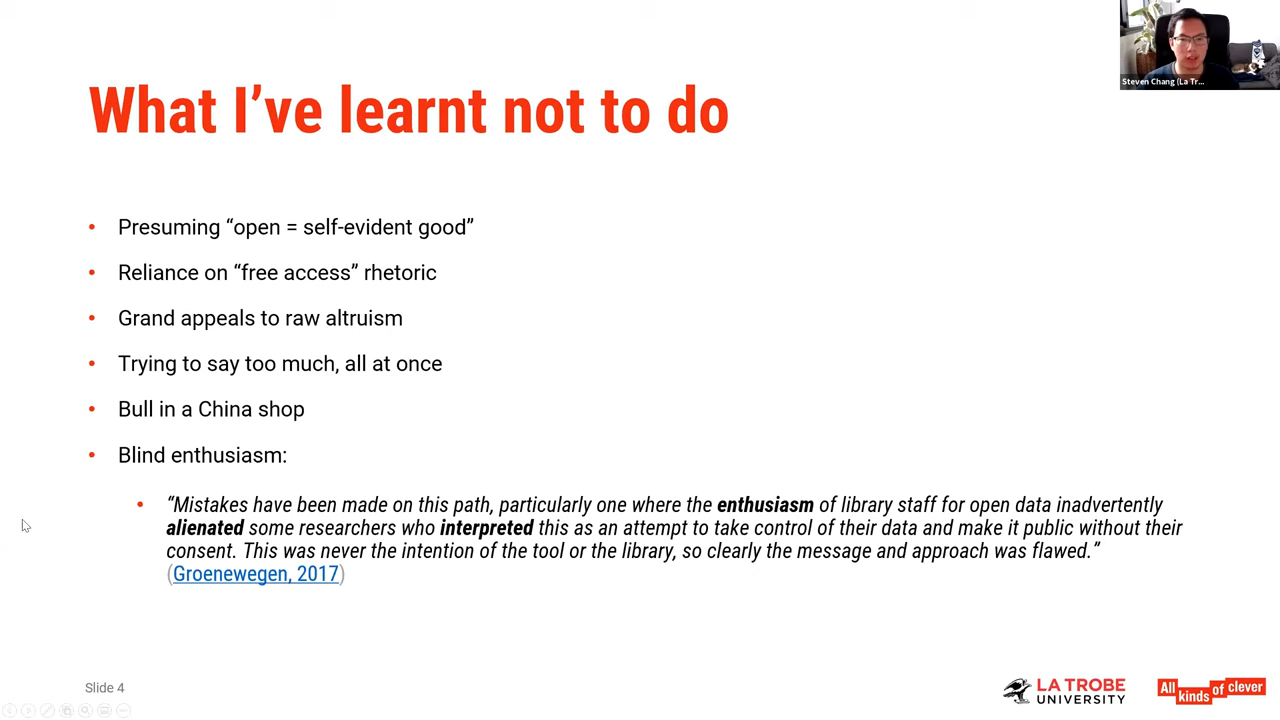 Steven Chang (La Tr...
What I’ve learnt not to do
• Presuming “open = self-evident good”
• Reliance on “free access” rhetoric
• Grand appeals to raw altruism
• Trying to say too much, all at once
• Bull in a China shop
• Blind enthusiasm:
• “Mistakes have been made on this path, particularly one where the enthusiasm of library staff for open data inadvertently
alienated some researchers who interpreted this as an attempt to take control of their data and make it public without their
consent. This was never the intention of the tool or the library, so clearly the message and approach was flawed.”
(Groenewegen, 2017)
Slide 4
LA TROBE
UNIVERSITY
All kinds of clever